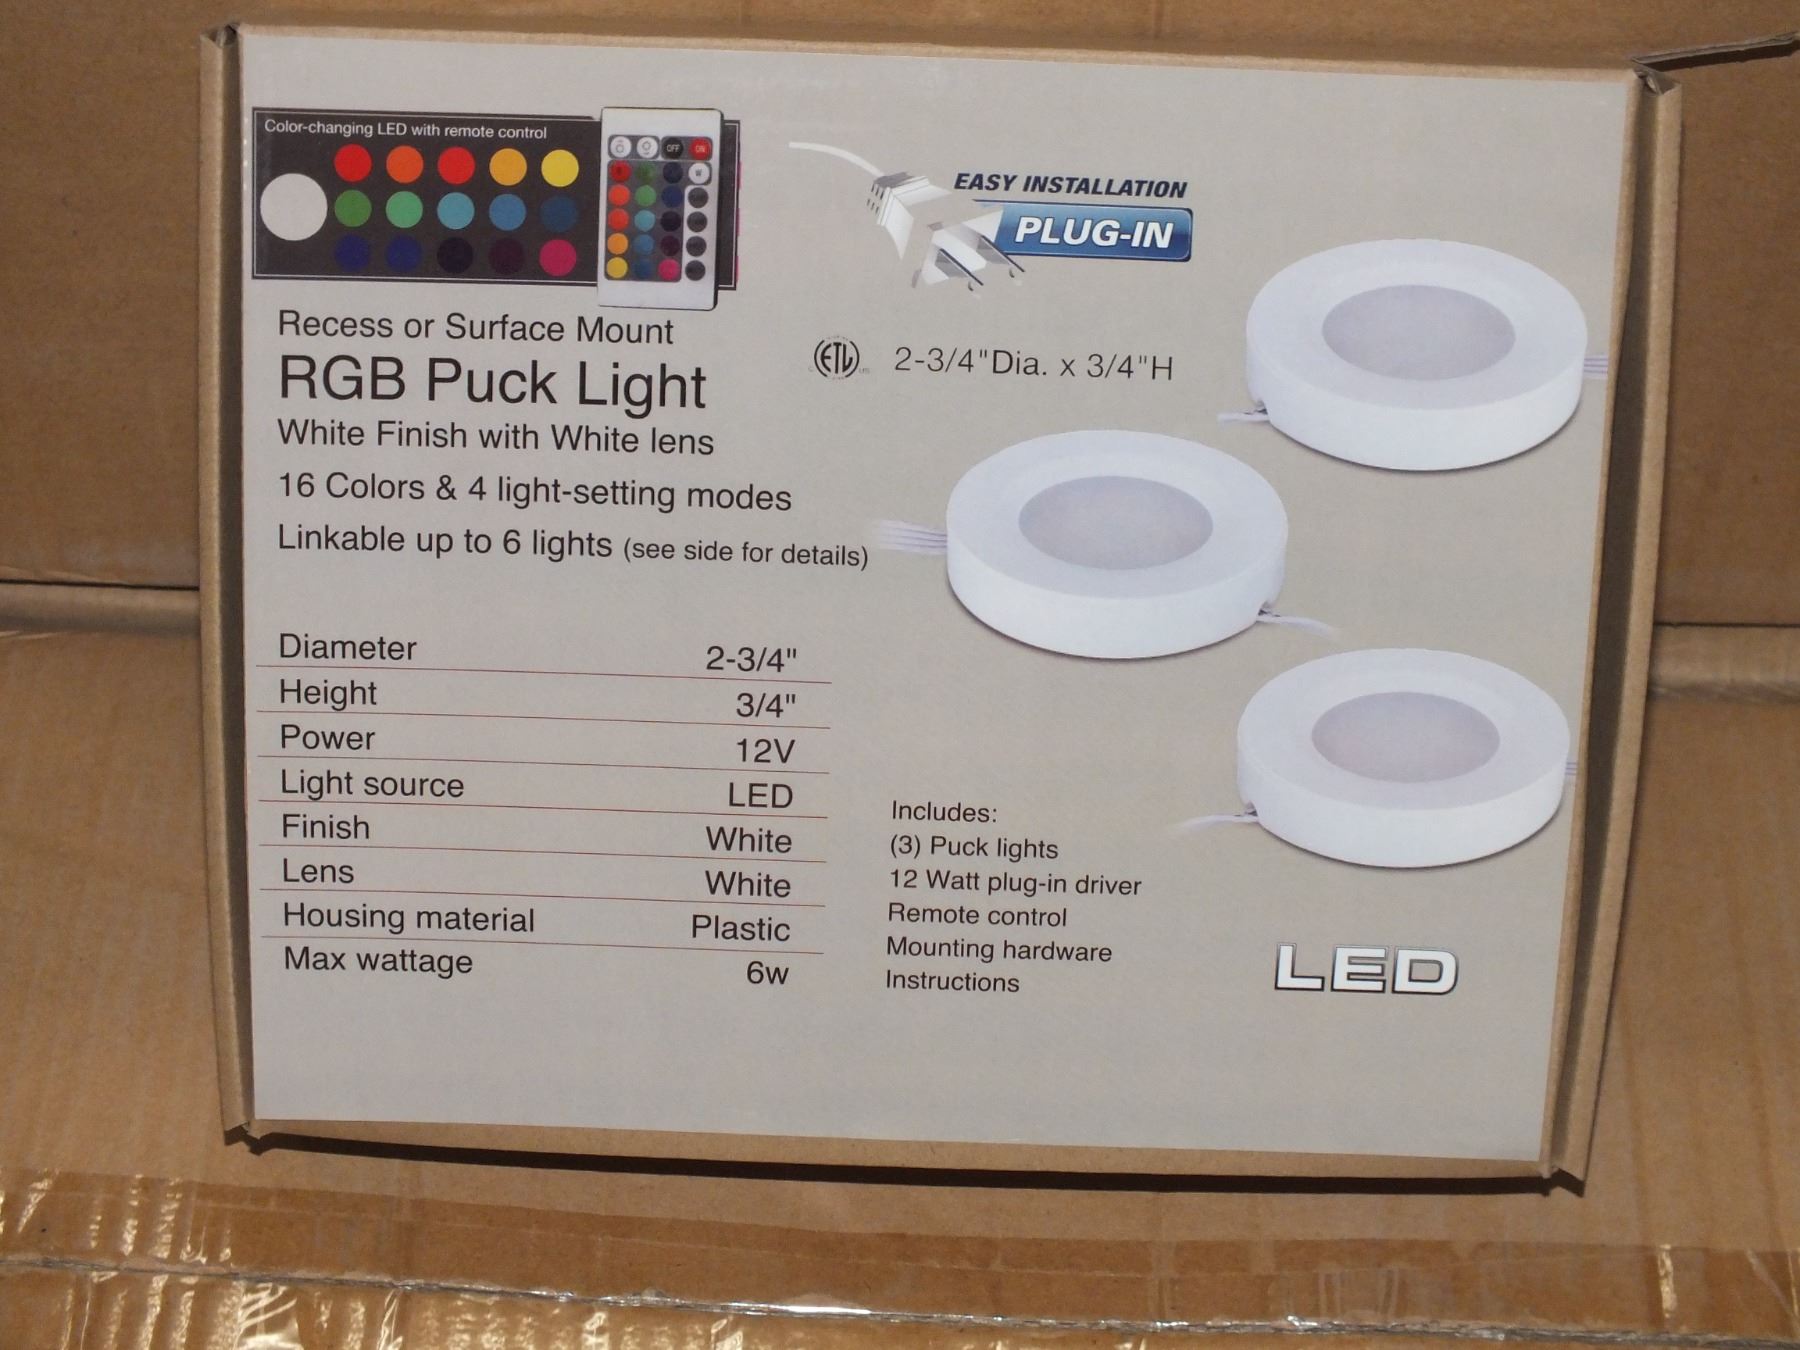 Color-changing LED with remote control
OFF ON
W
EASY INSTALLATION
PLUG-IN
Recess or Surface Mount
RGB Puck Light
White Finish with White lens
16 Colors & 4 light-setting modes
Linkable up to 6 lights (see side for details)
ETL 2-3/4"Dia. x 3/4"H
Diameter 2-3/4"
Height 3/4"
Power 12V
Light source LED
Finish White
Lens White
Housing material Plastic
Max wattage 6w
Includes:
(3) Puck lights
12 Watt plug-in driver
Remote control
Mounting hardware
Instructions
LED